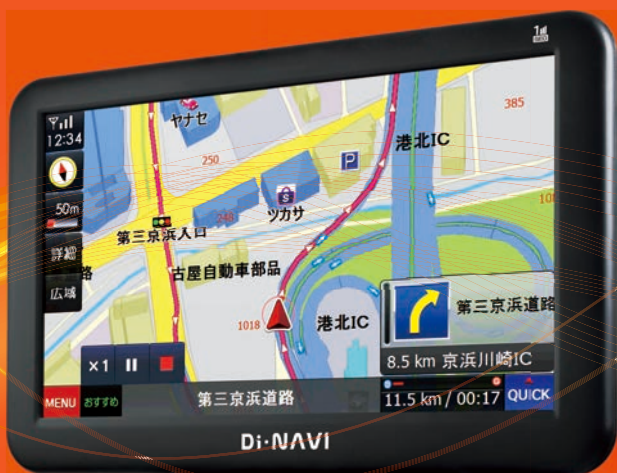 12:34
50m
詳細
広域
路
ヤナセ
250
248
第三京浜入口
ツカサ
P
S
古屋自動車部品
385
港北IC
1018
港北IC
第三京浜道路
8.5 km 京浜川崎IC
×1
MENU
おすすめ
第三京浜道路
11.5 km / 00:17
QUICK
Di・NAVI